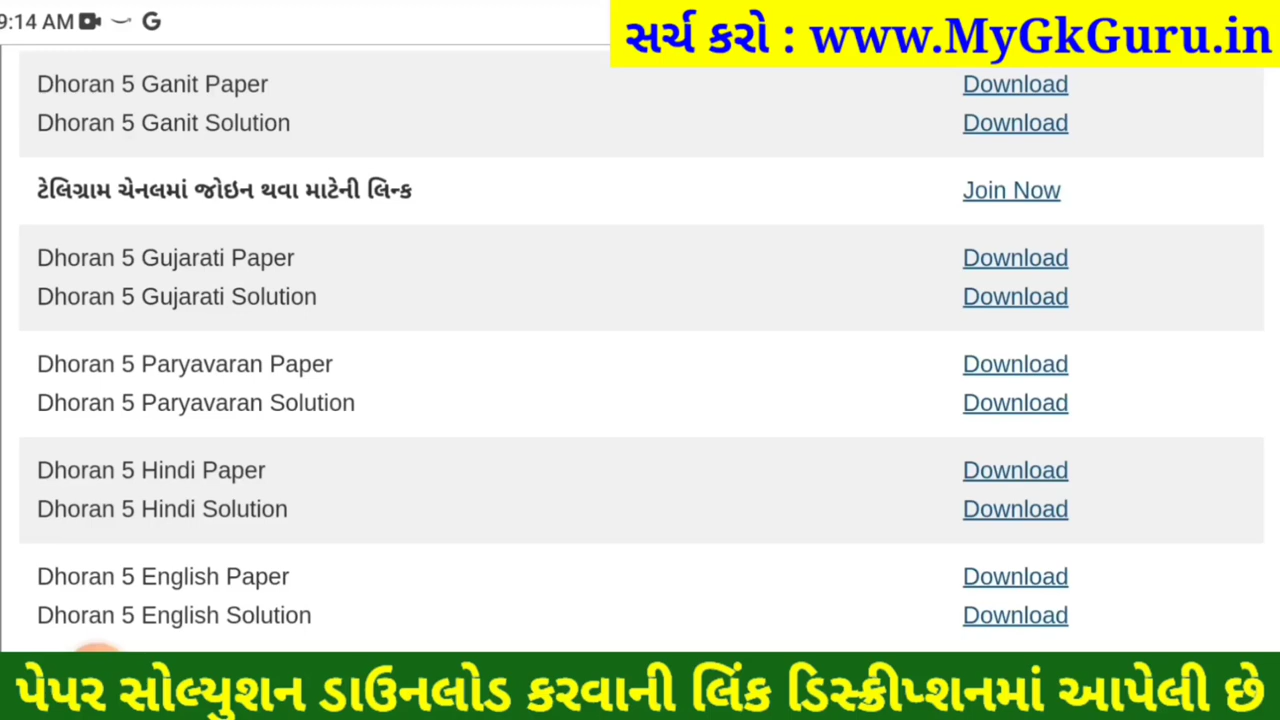 9:14 AM G
સર્ચ કરો : www.MyGkGuru.in
Dhoran 5 Ganit Paper Download
Dhoran 5 Ganit Solution Download
ટેલિગ્રામ ચેનલમાં જોઇન થવા માટેની લિન્ક Join Now
Dhoran 5 Gujarati Paper Download
Dhoran 5 Gujarati Solution Download
Dhoran 5 Paryavaran Paper Download
Dhoran 5 Paryavaran Solution Download
Dhoran 5 Hindi Paper Download
Dhoran 5 Hindi Solution Download
Dhoran 5 English Paper Download
Dhoran 5 English Solution Download
પેપર સોલ્યુશન ડાઉનલોડ કરવાની લિંક ડિસ્ક્રીપ્શનમાં આપેલી છે